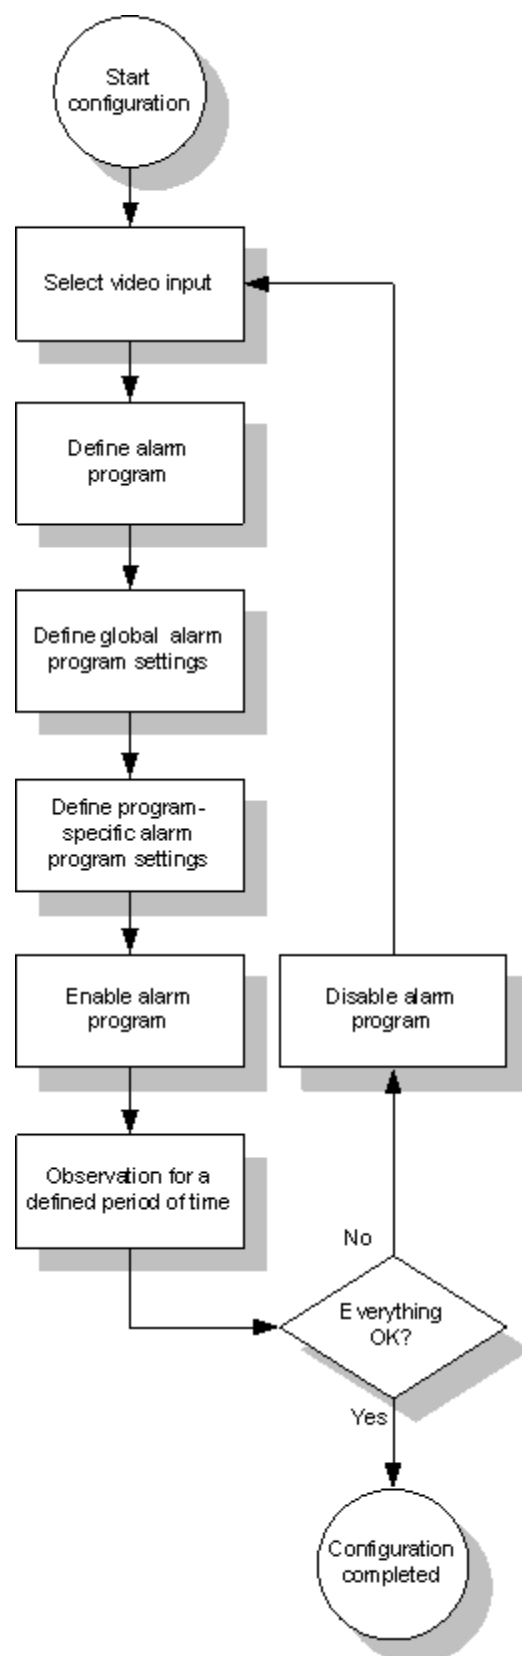 Start
configuration
Select video input
Define alarm
program
Define global alarm
program settings
Define program-
specific alarm
program settings
Enable alarm
program
Disable alarm
program
Observation for a
defined period of time
No
Everything
OK?
Yes
Configuration
completed